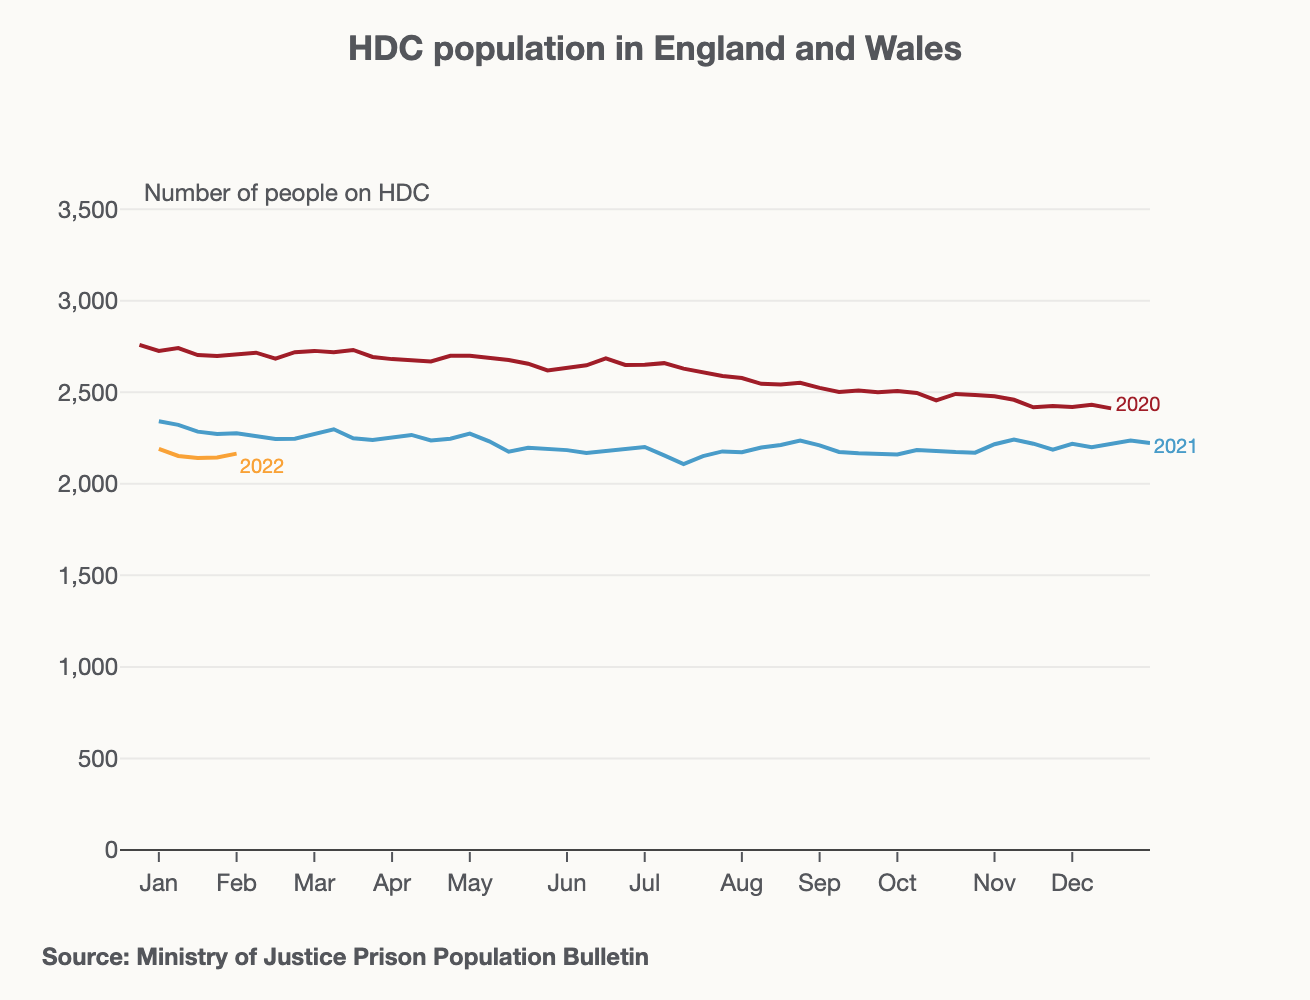 HDC population in England and Wales
Number of people on HDC
3,500
3,000
2,500
2,000
1,500
1,000
500
0
2020
2021
2022
Jan Feb Mar Apr May Jun Jul Aug Sep Oct Nov Dec
Source: Ministry of Justice Prison Population Bulletin